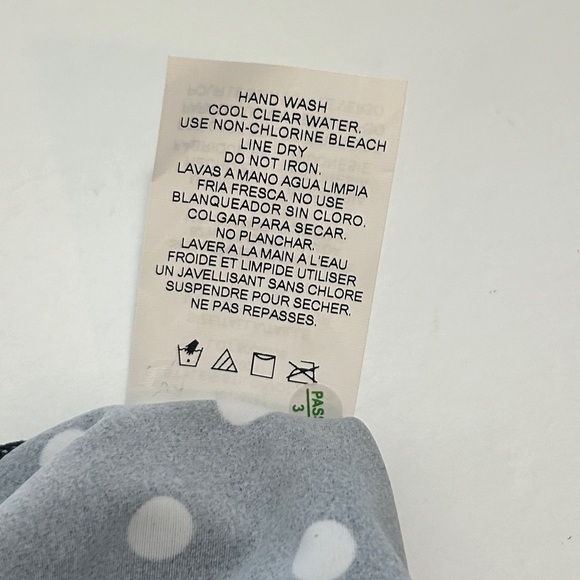 HAND WASH
COOL CLEAR WATER.
USE NON-CHLORINE BLEACH
LINE DRY
DO NOT IRON.
LAVAS A MANO AGUA LIMPIA
FRIA FRESCA. NO USE
BLANQUEADOR SIN CLORO.
COLGAR PARA SECAR.
NO PLANCHAR.
LAVER A LA MAIN A L'EAU
FROIDE ET LIMPIDE UTILISER
UN JAVELLISANT SANS CHLORE
SUSPENDRE POUR SECHER.
NE PAS REPASSES.
3